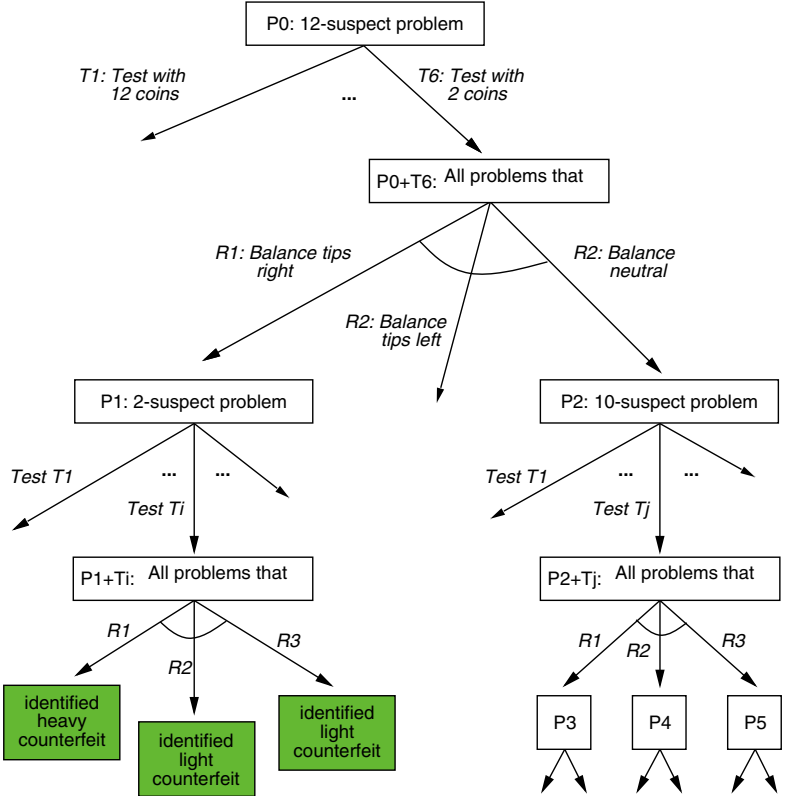 P0: 12-suspect problem
T1: Test with
12 coins
...
T6: Test with
2 coins
P0+T6: All problems that
R1: Balance tips
right
R2: Balance
tips left
R2: Balance
neutral
P1: 2-suspect problem
P2: 10-suspect problem
Test T1
...
...
Test Ti
Test T1
...
...
Test Tj
P1+Ti: All problems that
P2+Tj: All problems that
R1
R2
R3
R1
R2
R3
identified
heavy
counterfeit
identified
light
counterfeit
identified
light
counterfeit
P3
P4
P5